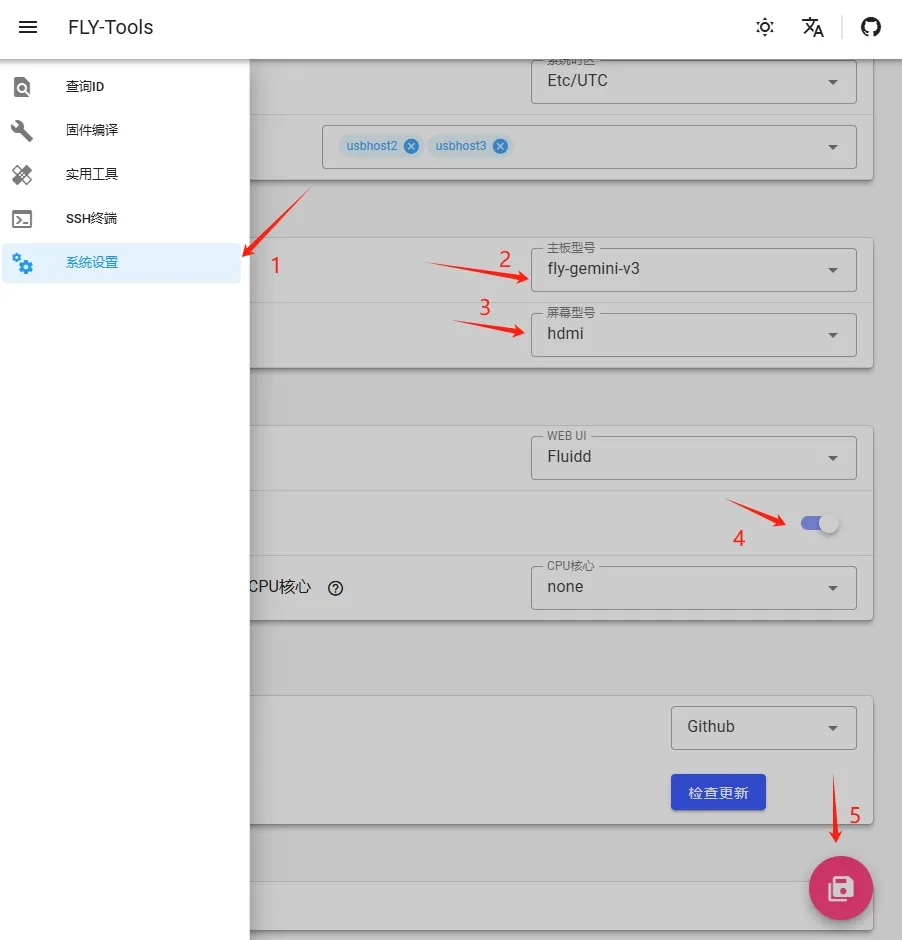 FLY-Tools
查询ID
固件编译
实用工具
SSH终端
系统设置
系统时区
Etc/UTC
usbhost2
usbhost3
1
2
主板型号
fly-gemini-v3
3
屏幕型号
hdmi
WEB UI
Fluidd
4
CPU核心
CPU核心
none
Github
检查更新
5